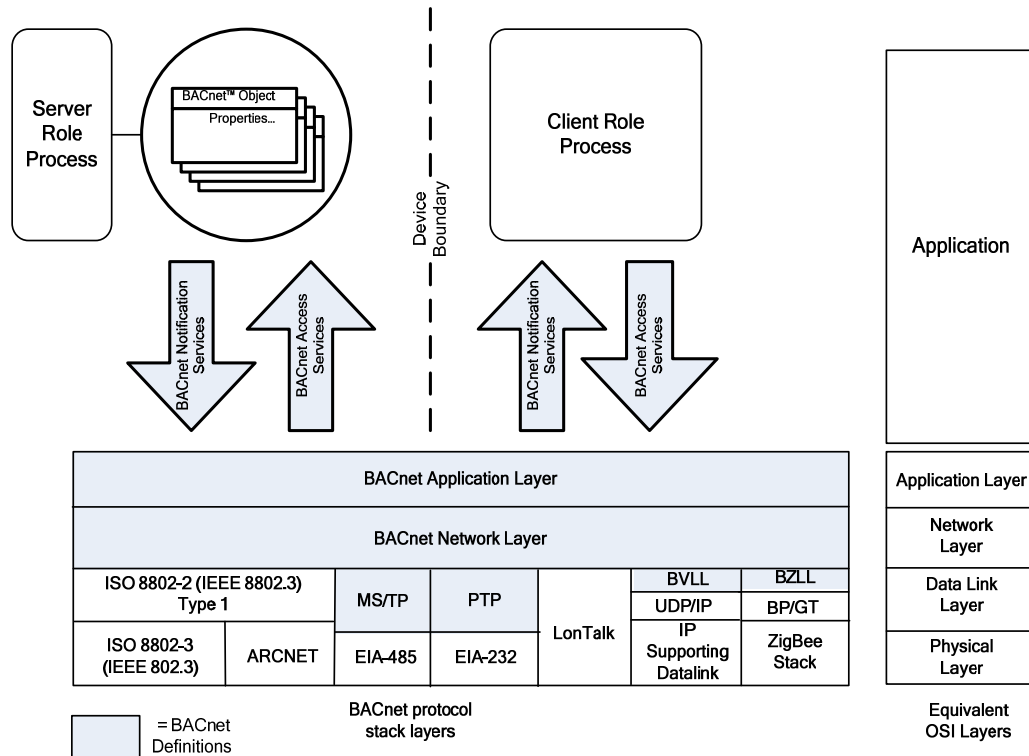 Server
Role
Process
BACnet™ Object
Properties...
Device
Boundary
Client Role
Process
Application
BACnet Notification
Services
BACnet Access
Services
BACnet Notification
Services
BACnet Access
Services
BACnet Application Layer
Application Layer
BACnet Network Layer
Network
Layer
ISO 8802-2 (IEEE 8802.3)
Type 1
MS/TP
PTP
LonTalk
BVLL
BZLL
UDP/IP
BP/GT
Data Link
Layer
ISO 8802-3
(IEEE 802.3)
ARCNET
EIA-485
EIA-232
IP
Supporting
Datalink
ZigBee
Stack
Physical
Layer
= BACnet
Definitions
BACnet protocol
stack layers
Equivalent
OSI Layers